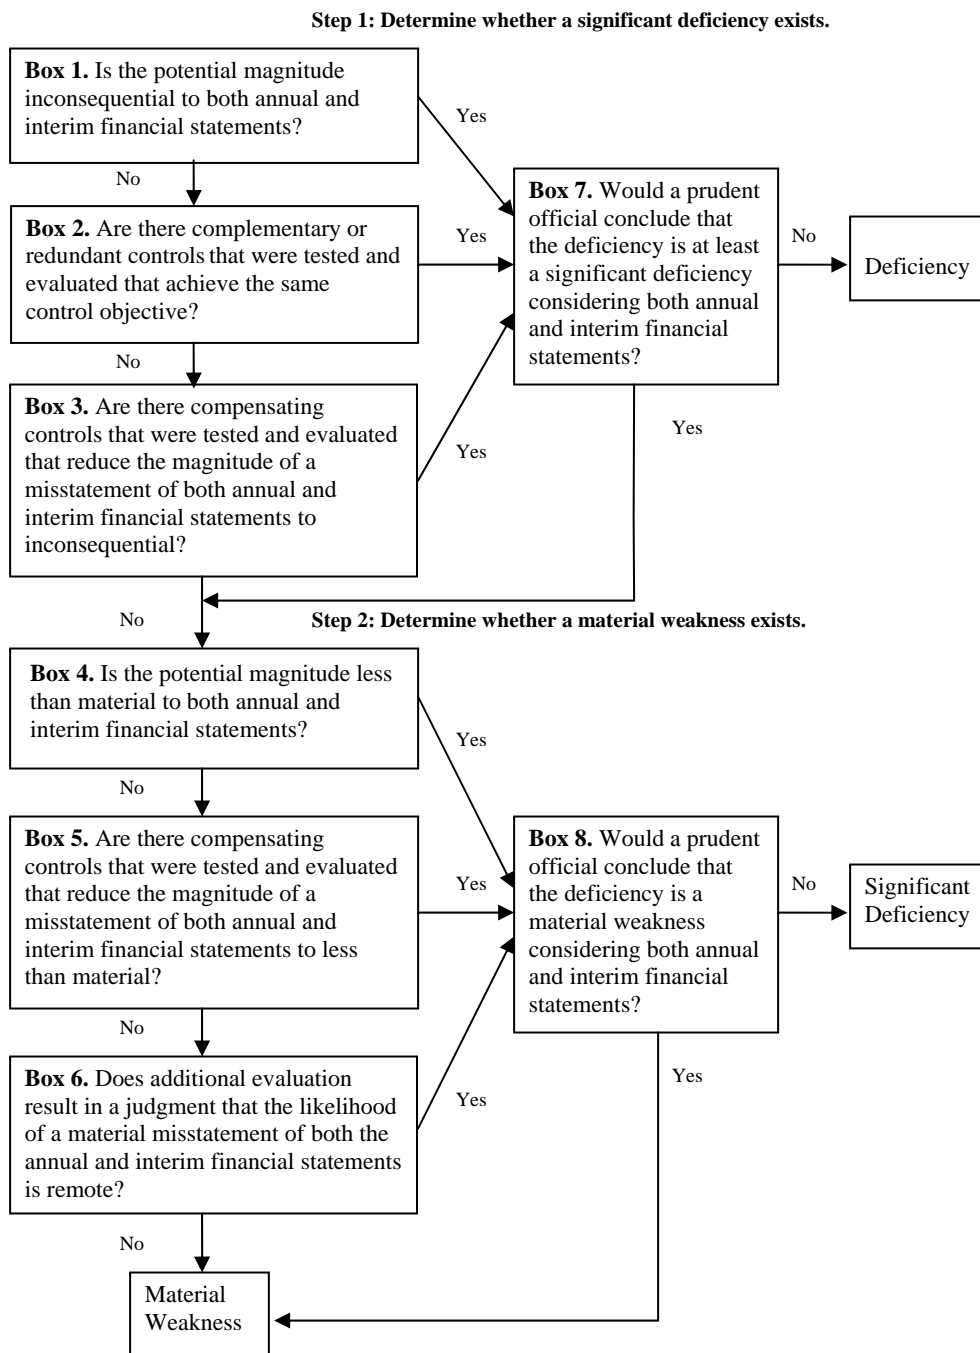 Step 1: Determine whether a significant deficiency exists.
Box 1. Is the potential magnitude
inconsequential to both annual and
interim financial statements?
Yes
No
Box 2. Are there complementary or
redundant controls that were tested and
evaluated that achieve the same
control objective?
Yes
No
Box 3. Are there compensating
controls that were tested and evaluated
that reduce the magnitude of a
misstatement of both annual and
interim financial statements to
inconsequential?
Yes
No
Box 7. Would a prudent
official conclude that
the deficiency is at least
a significant deficiency
considering both annual
and interim financial
statements?
No
Deficiency
Yes
Step 2: Determine whether a material weakness exists.
Box 4. Is the potential magnitude less
than material to both annual and
interim financial statements?
Yes
No
Box 5. Are there compensating
controls that were tested and evaluated
that reduce the magnitude of a
misstatement of both annual and
interim financial statements to less
than material?
Yes
No
Box 6. Does additional evaluation
result in a judgment that the likelihood
of a material misstatement of both the
annual and interim financial statements
is remote?
Yes
No
Box 8. Would a prudent
official conclude that
the deficiency is a
material weakness
considering both annual
and interim financial
statements?
No
Significant
Deficiency
Yes
Material
Weakness